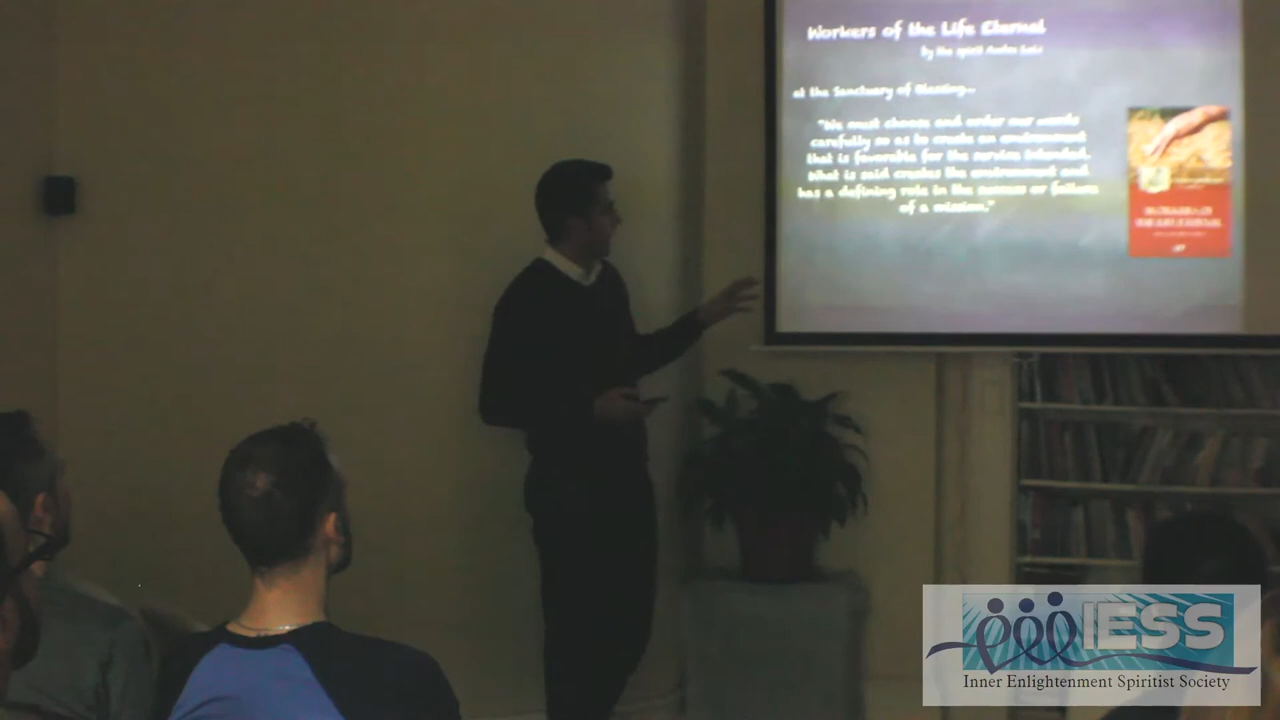 Workers of the Life Eternal
by the spirit Andre Luiz
at the Sanctuary of Blessing...
"We must choose and order our words
carefully so as to create an environment
that is favorable for the service intended.
What is said creates the environment and
has a defining role in the success or failure
of a mission."
IESS
Inner Enlightenment Spiritist Society